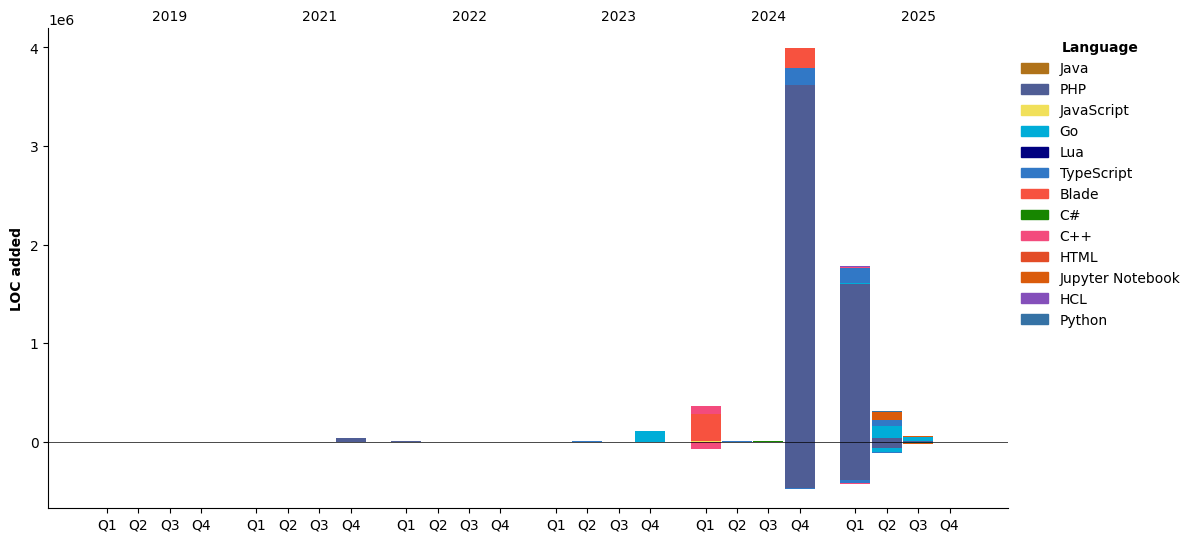 2019 2021 2022 2023 2024 2025
1e6
4
3
2
1
0
LOC added
Q1 Q2 Q3 Q4 Q1 Q2 Q3 Q4 Q1 Q2 Q3 Q4 Q1 Q2 Q3 Q4 Q1 Q2 Q3 Q4 Q1 Q2 Q3 Q4
Language
Java
PHP
JavaScript
Go
Lua
TypeScript
Blade
C#
C++
HTML
Jupyter Notebook
HCL
Python